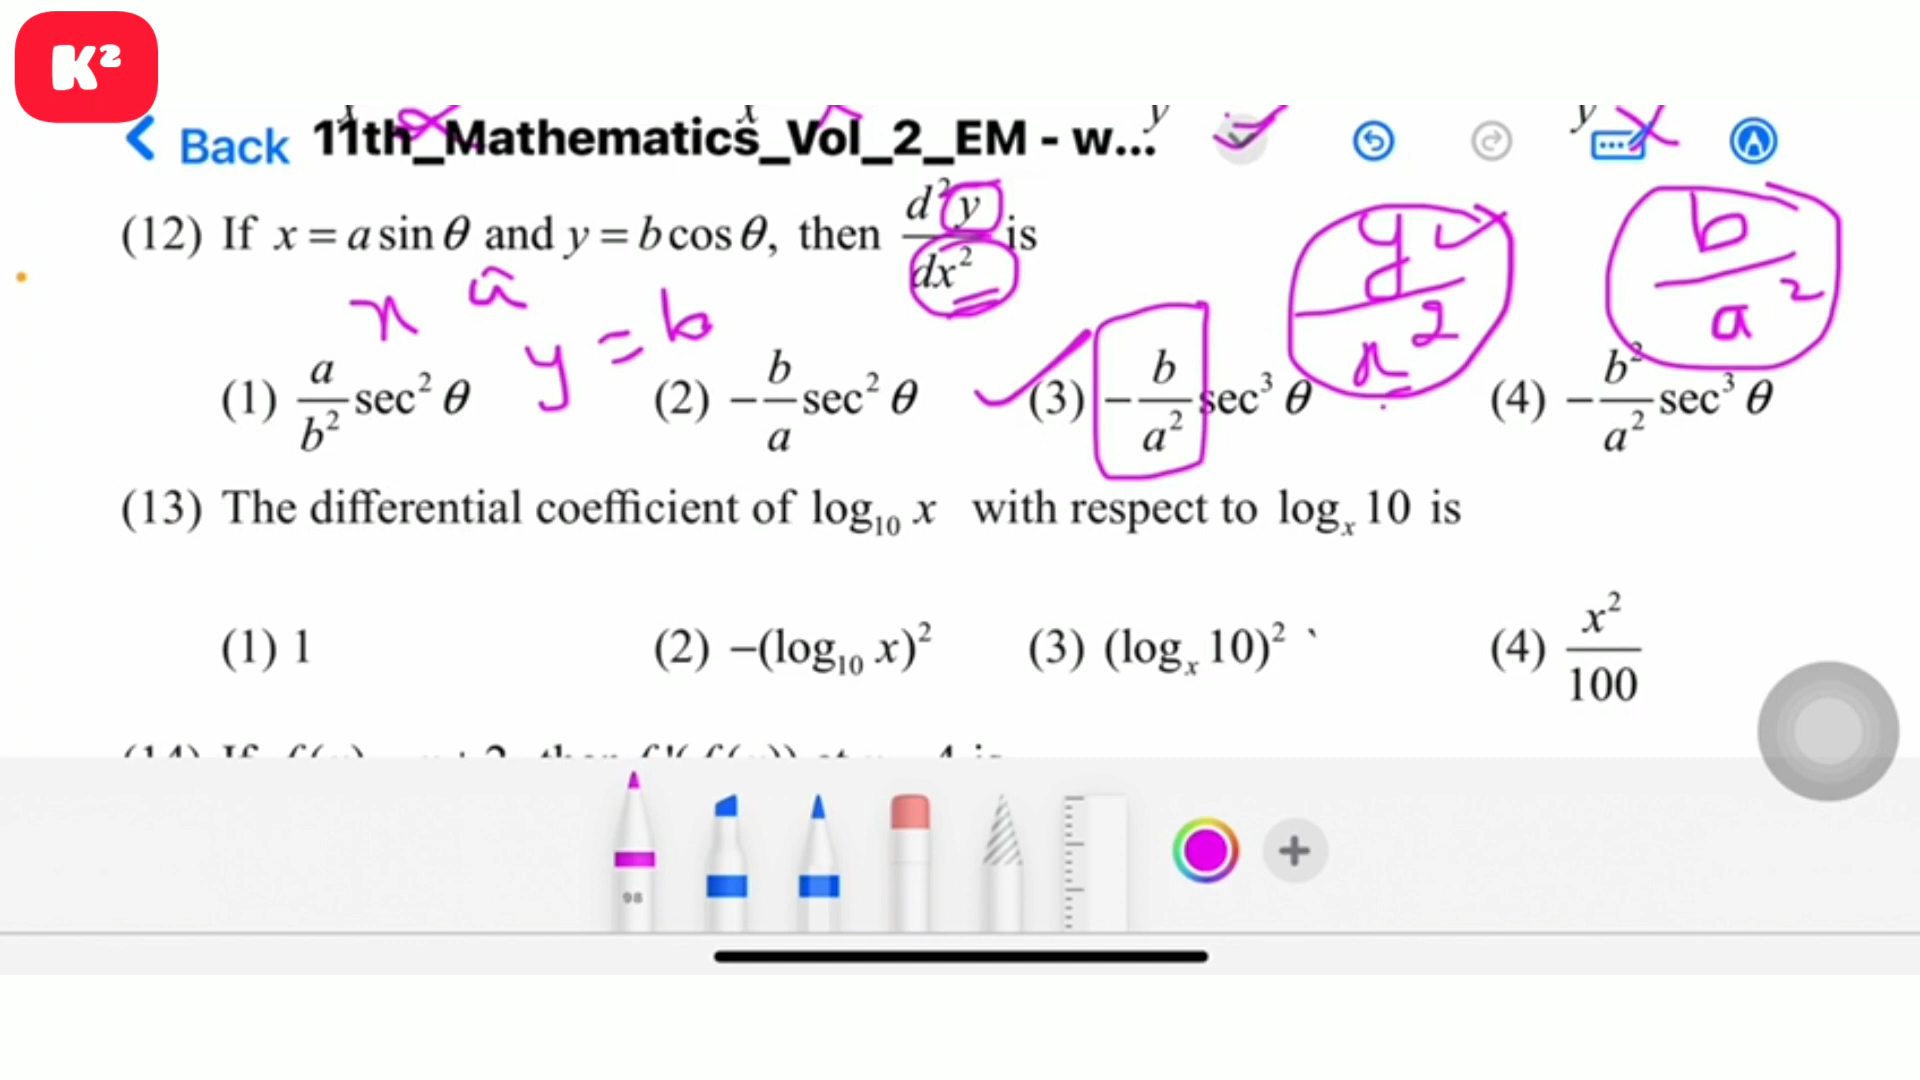 K²
Back 11th_Mathematics_Vol_2_EM - w...
(12) If x = a sin θ and y = b cos θ, then d²y/dx² is
x a
y = b
y/x²
b/a²
(1) a/b² sec² θ (2) −b/a sec² θ (3) −b/a² sec³ θ (4) −b²/a² sec³ θ
(13) The differential coefficient of log₁₀ x with respect to logₓ 10 is
(1) 1 (2) −(log₁₀ x)² (3) (logₓ 10)² (4) x²/100
98